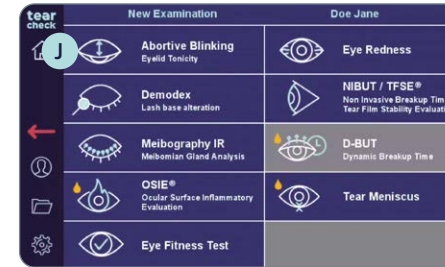 tear
check
New Examination
Doe Jane
J
Abortive Blinking
Eyelid Tonicity
Eye Redness
Demodex
Lash base alteration
NIBUT / TFSE®
Non Invasive Breakup Tim
Tear Film Stability Evaluati
Meibography IR
Meibomian Gland Analysis
D-BUT
Dynamic Breakup Time
OSIE®
Ocular Surface Inflammatory
Evaluation
Tear Meniscus
Eye Fitness Test